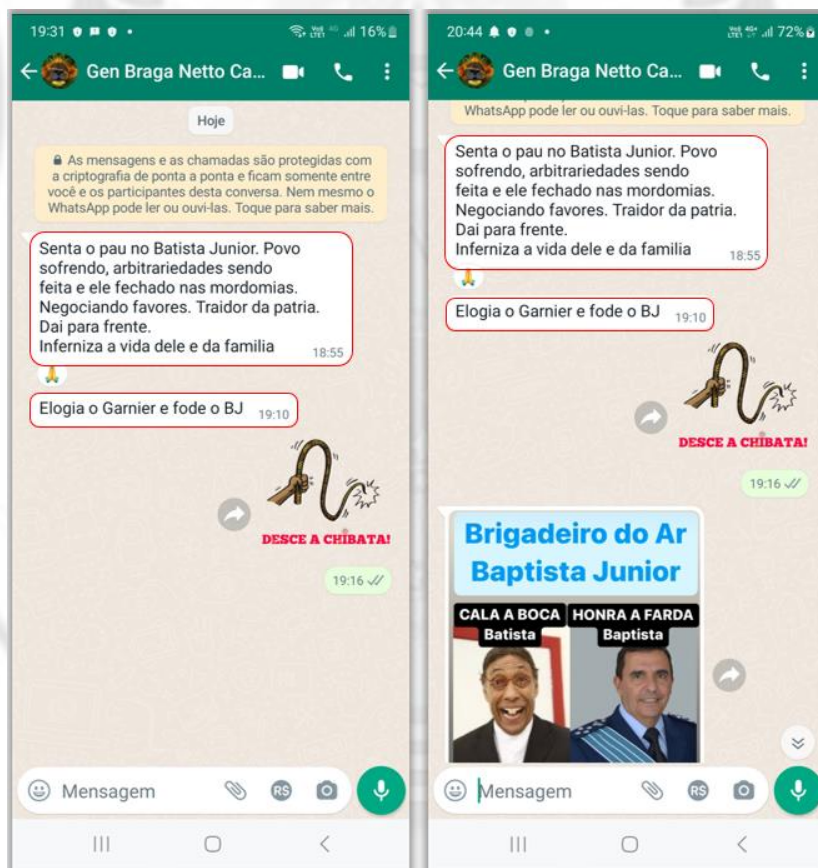 19:31
VoD LTE1 4G 16%
Gen Braga Netto Ca...
Hoje
As mensagens e as chamadas são protegidas com
a criptografia de ponta a ponta e ficam somente entre
você e os participantes desta conversa. Nem mesmo o
WhatsApp pode ler ou ouvi-las. Toque para saber mais.
Senta o pau no Batista Junior. Povo
sofrendo, arbitrariedades sendo
feita e ele fechado nas mordomias.
Negociando favores. Traidor da patria.
Dai para frente.
Inferniza a vida dele e da familia 18:55
Elogia o Garnier e fode o BJ 19:10
DESCE A CHIBATA!
19:16
Mensagem
R$
20:44
72%
Gen Braga Netto Ca...
WhatsApp pode ler ou ouvi-las. Toque para saber mais.
Senta o pau no Batista Junior. Povo
sofrendo, arbitrariedades sendo
feita e ele fechado nas mordomias.
Negociando favores. Traidor da patria.
Dai para frente.
Inferniza a vida dele e da familia 18:55
Elogia o Garnier e fode o BJ 19:10
DESCE A CHIBATA!
19:16
Brigadeiro do Ar
Baptista Junior
CALA A BOCA
Batista
HONRA A FARDA
Baptista
Mensagem
R$